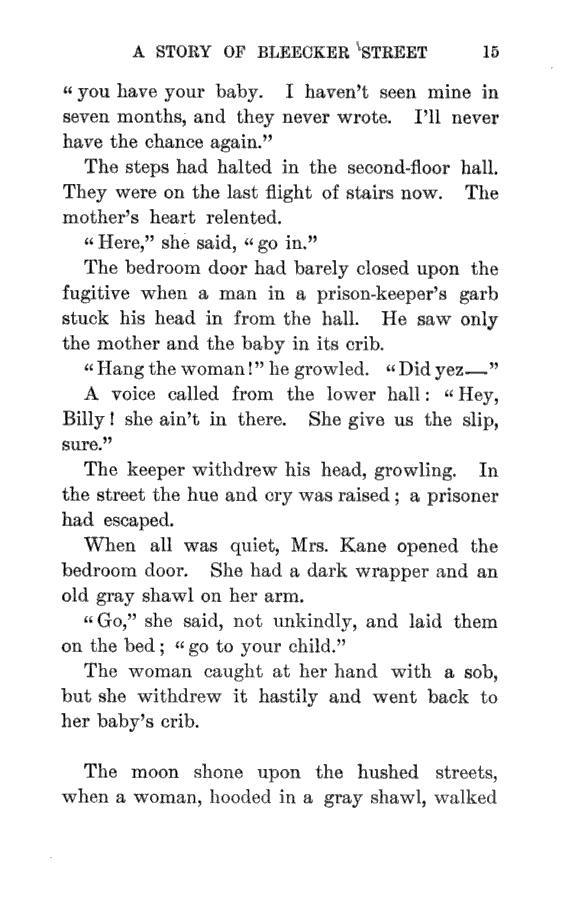 A STORY OF BLEECKER STREET 15
“you have your baby. I haven’t seen mine in
seven months, and they never wrote. I’ll never
have the chance again.”
The steps had halted in the second-floor hall.
They were on the last flight of stairs now. The
mother’s heart relented.
“Here,” she said, “go in.”
The bedroom door had barely closed upon the
fugitive when a man in a prison-keeper’s garb
stuck his head in from the hall. He saw only
the mother and the baby in its crib.
“Hang the woman!” he growled. “Did yez—”
A voice called from the lower hall: “Hey,
Billy! she ain’t in there. She give us the slip,
sure.”
The keeper withdrew his head, growling. In
the street the hue and cry was raised; a prisoner
had escaped.
When all was quiet, Mrs. Kane opened the
bedroom door. She had a dark wrapper and an
old gray shawl on her arm.
“Go,” she said, not unkindly, and laid them
on the bed; “go to your child.”
The woman caught at her hand with a sob,
but she withdrew it hastily and went back to
her baby’s crib.
The moon shone upon the hushed streets,
when a woman, hooded in a gray shawl, walked